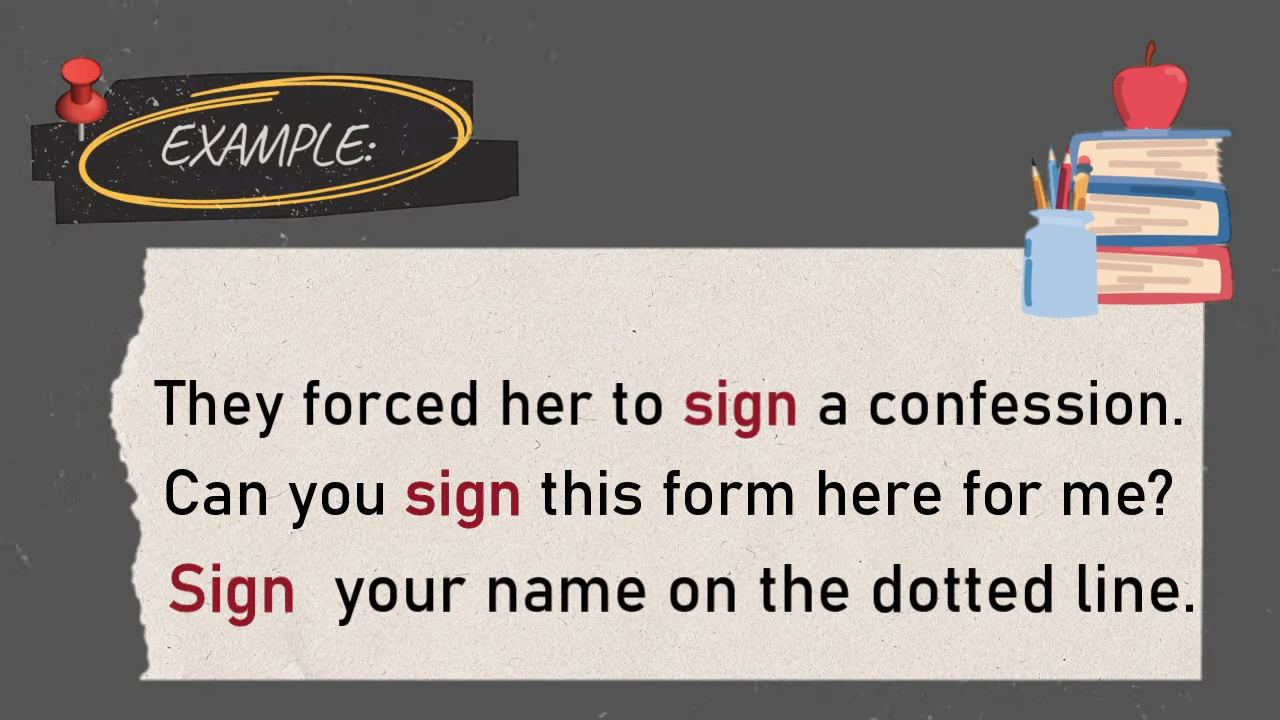 EXAMPLE:
They forced her to sign a confession.
Can you sign this form here for me?
Sign your name on the dotted line.